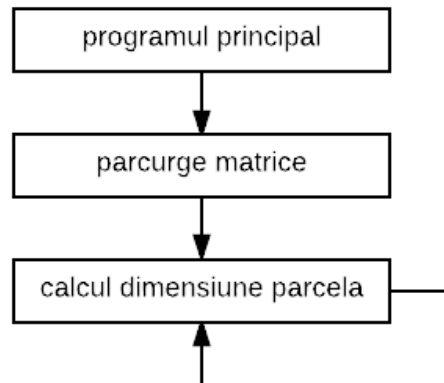 programul principal
parcurge matrice
calcul dimensiune parcela